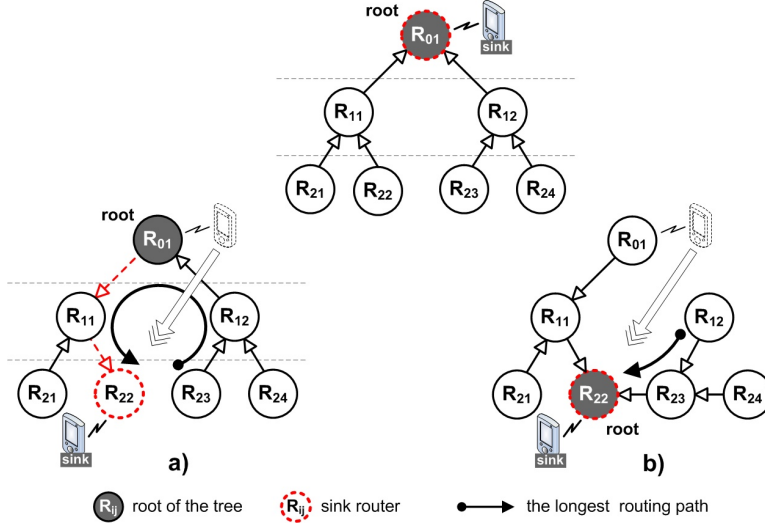 root
R01
sink
R11
R12
R21
R22
R23
R24
root
R01
R11
R12
R21
R22
R23
R24
sink
a)
R01
R11
R12
R21
R22
R23
R24
root
sink
b)
Rij root of the tree
Rij sink router
the longest routing path